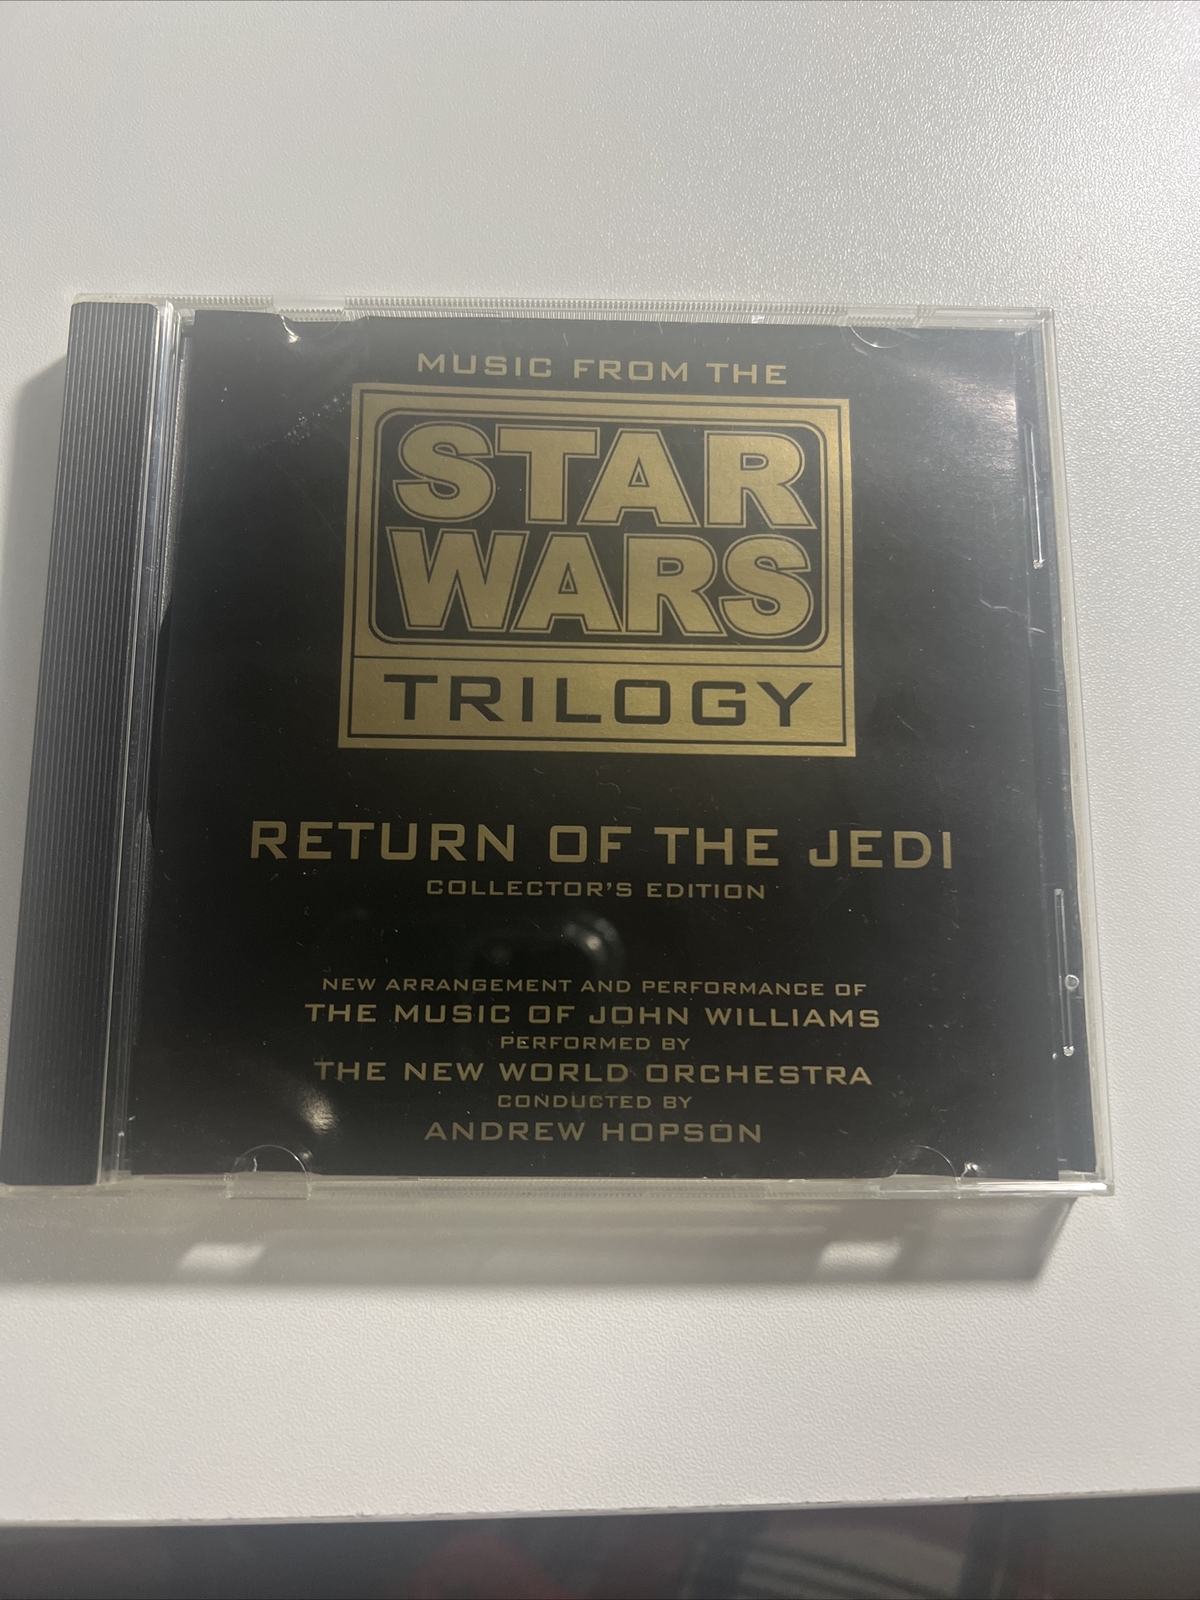 MUSIC FROM THE
STAR
WARS
TRILOGY
RETURN OF THE JEDI
COLLECTOR'S EDITION
NEW ARRANGEMENT AND PERFORMANCE OF
THE MUSIC OF JOHN WILLIAMS
PERFORMED BY
THE NEW WORLD ORCHESTRA
CONDUCTED BY
ANDREW HOPSON